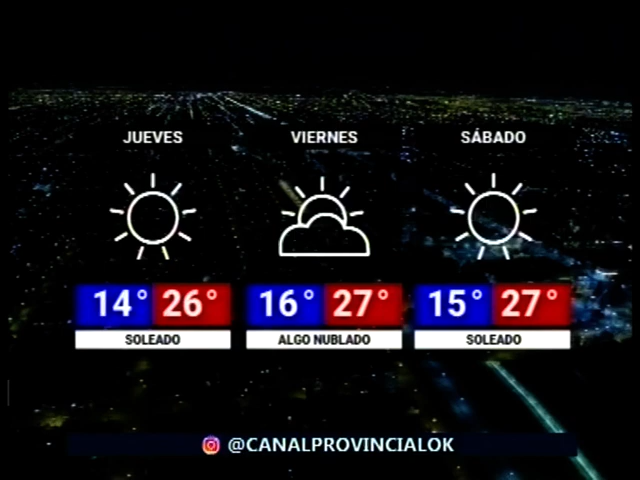 JUEVES
VIERNES
SÁBADO
14° 26°
16° 27°
15° 27°
SOLEADO
ALGO NUBLADO
SOLEADO
@CANALPROVINCIALOK